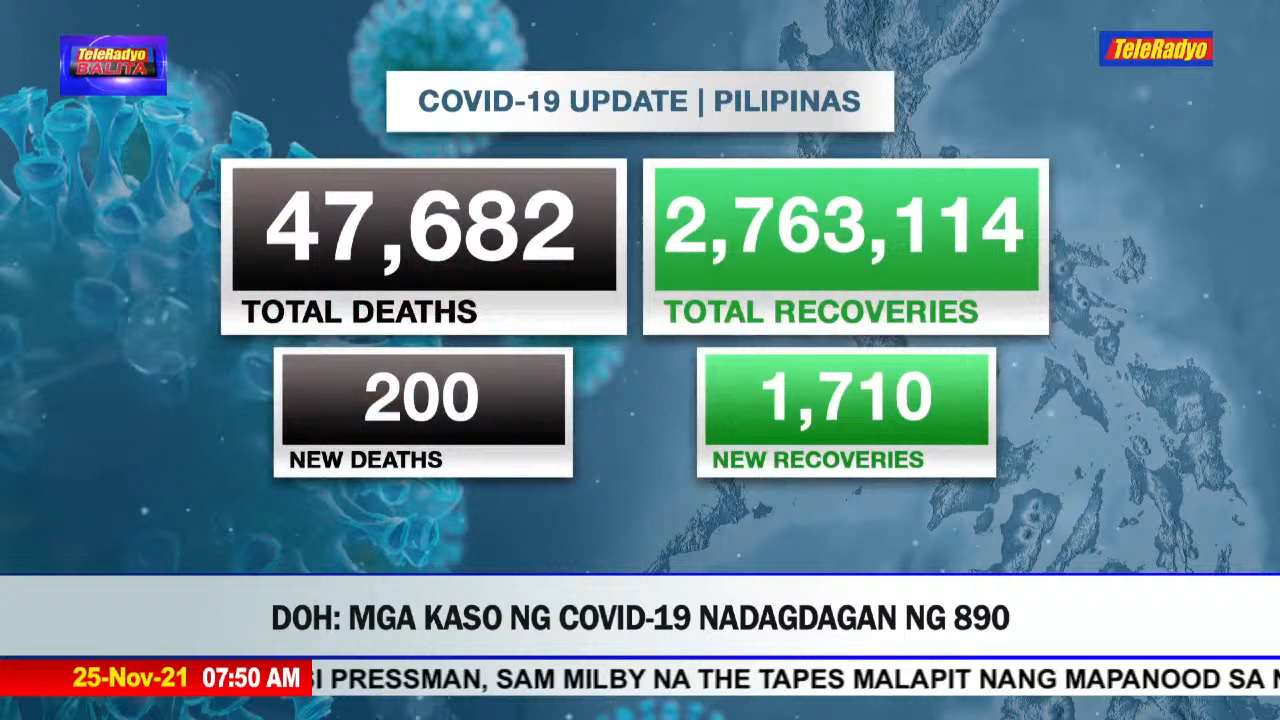 TeleRadyo
BALITA
TeleRadyo
COVID-19 UPDATE | PILIPINAS
47,682
TOTAL DEATHS
2,763,114
TOTAL RECOVERIES
200
NEW DEATHS
1,710
NEW RECOVERIES
DOH: MGA KASO NG COVID-19 NADAGDAGAN NG 890
25-Nov-21 07:50 AM
SI PRESSMAN, SAM MILBY NA THE TAPES MALAPIT NANG MAPANOOD SA